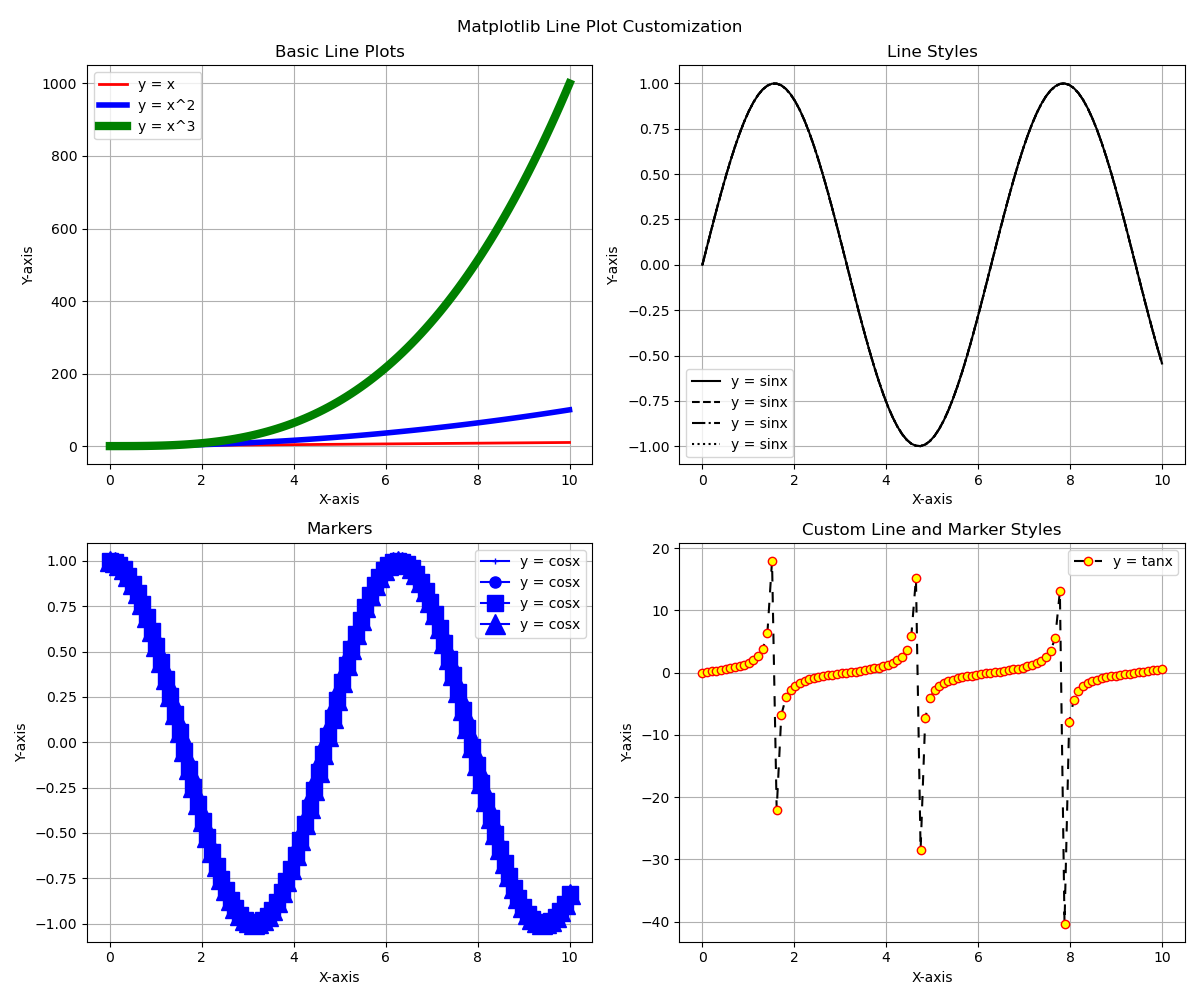 Matplotlib Line Plot Customization
Basic Line Plots
y = x
y = x^2
y = x^3
1000
800
600
400
200
0
Y-axis
0 2 4 6 8 10
X-axis
Line Styles
1.00
0.75
0.50
0.25
0.00
−0.25
−0.50
−0.75
−1.00
Y-axis
y = sinx
y = sinx
y = sinx
y = sinx
0 2 4 6 8 10
X-axis
Markers
y = cosx
y = cosx
y = cosx
y = cosx
1.00
0.75
0.50
0.25
0.00
−0.25
−0.50
−0.75
−1.00
Y-axis
0 2 4 6 8 10
X-axis
Custom Line and Marker Styles
y = tanx
20
10
0
−10
−20
−30
−40
Y-axis
0 2 4 6 8 10
X-axis